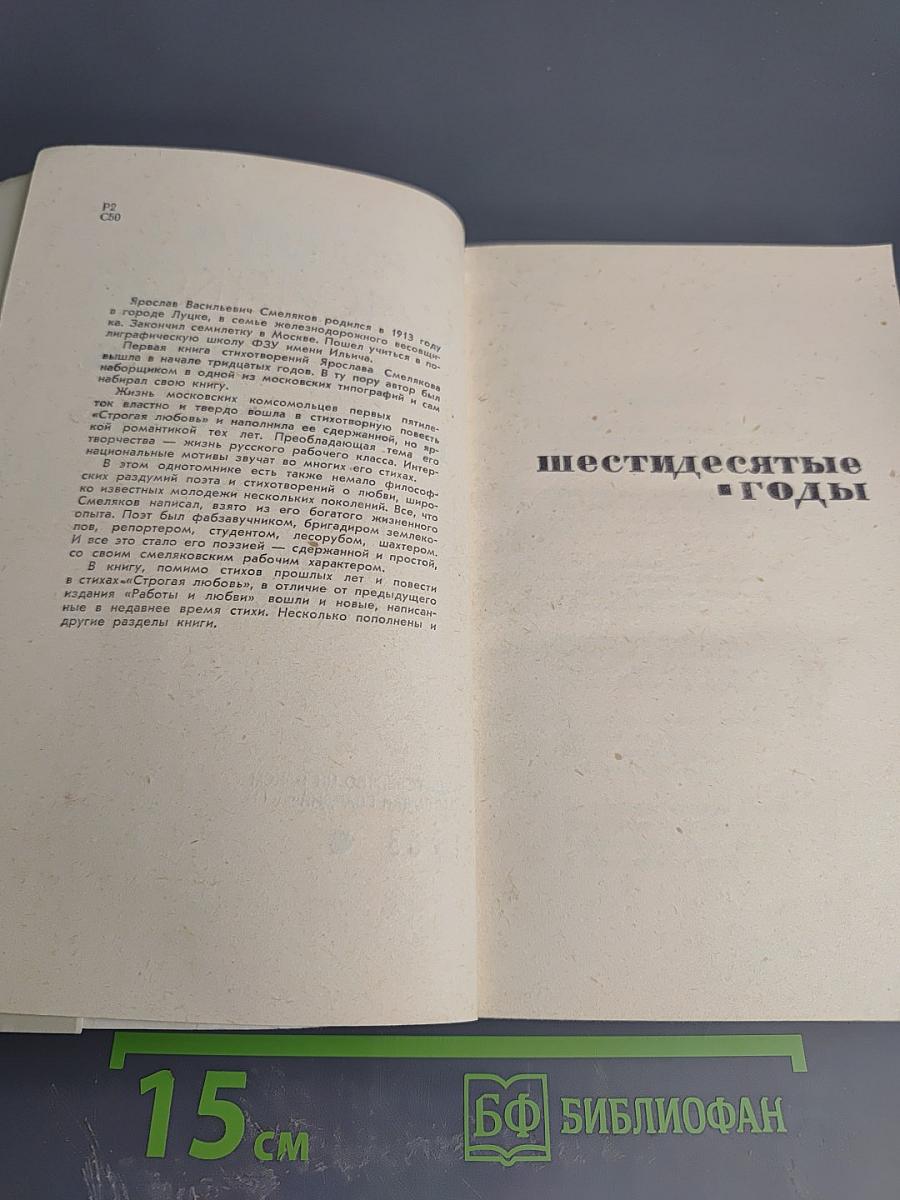 Р2
С50
Ярослав Васильевич Смеляков родился в 1913 году
в городе Луцке, в семье железнодорожного весовщи-
ка. Закончил семилетку в Москве. Пошел учиться в по-
лиграфическую школу ФЗУ имени Ильича.
Первая книга стихотворений Ярослава Смелякова
вышла в начале тридцатых годов. В ту пору автор был
наборщиком в одной из московских типографий и сам
набирал свою книгу.
Жизнь московских комсомольцев первых пятиле-
ток властно и твердо вошла в стихотворную повесть
«Строгая любовь» и наполнила ее сдержанной, но яр-
кой романтикой тех лет. Преобладающая тема его
творчества — жизнь русского рабочего класса. Интер-
национальные мотивы звучат во многих его стихах.
В этом однотомнике есть также немало философ-
ских раздумий поэта и стихотворений о любви, широ-
ко известных молодежи нескольких поколений. Все, что
Смеляков написал, взято из его богатого жизненного
опыта. Поэт был фабзавучником, бригадиром землеко-
пов, репортером, студентом, лесорубом, шахтером.
И все это стало его поэзией — сдержанной и простой,
со своим смеляковским рабочим характером.
В книгу, помимо стихов прошлых лет и повести
в стихах «Строгая любовь», в отличие от предыдущего
издания «Работы и любви» вошли и новые, написан-
ные в недавнее время стихи. Несколько пополнены и
другие разделы книги.
шестидесятые
годы
15 см
БФ БИБЛИОФАН